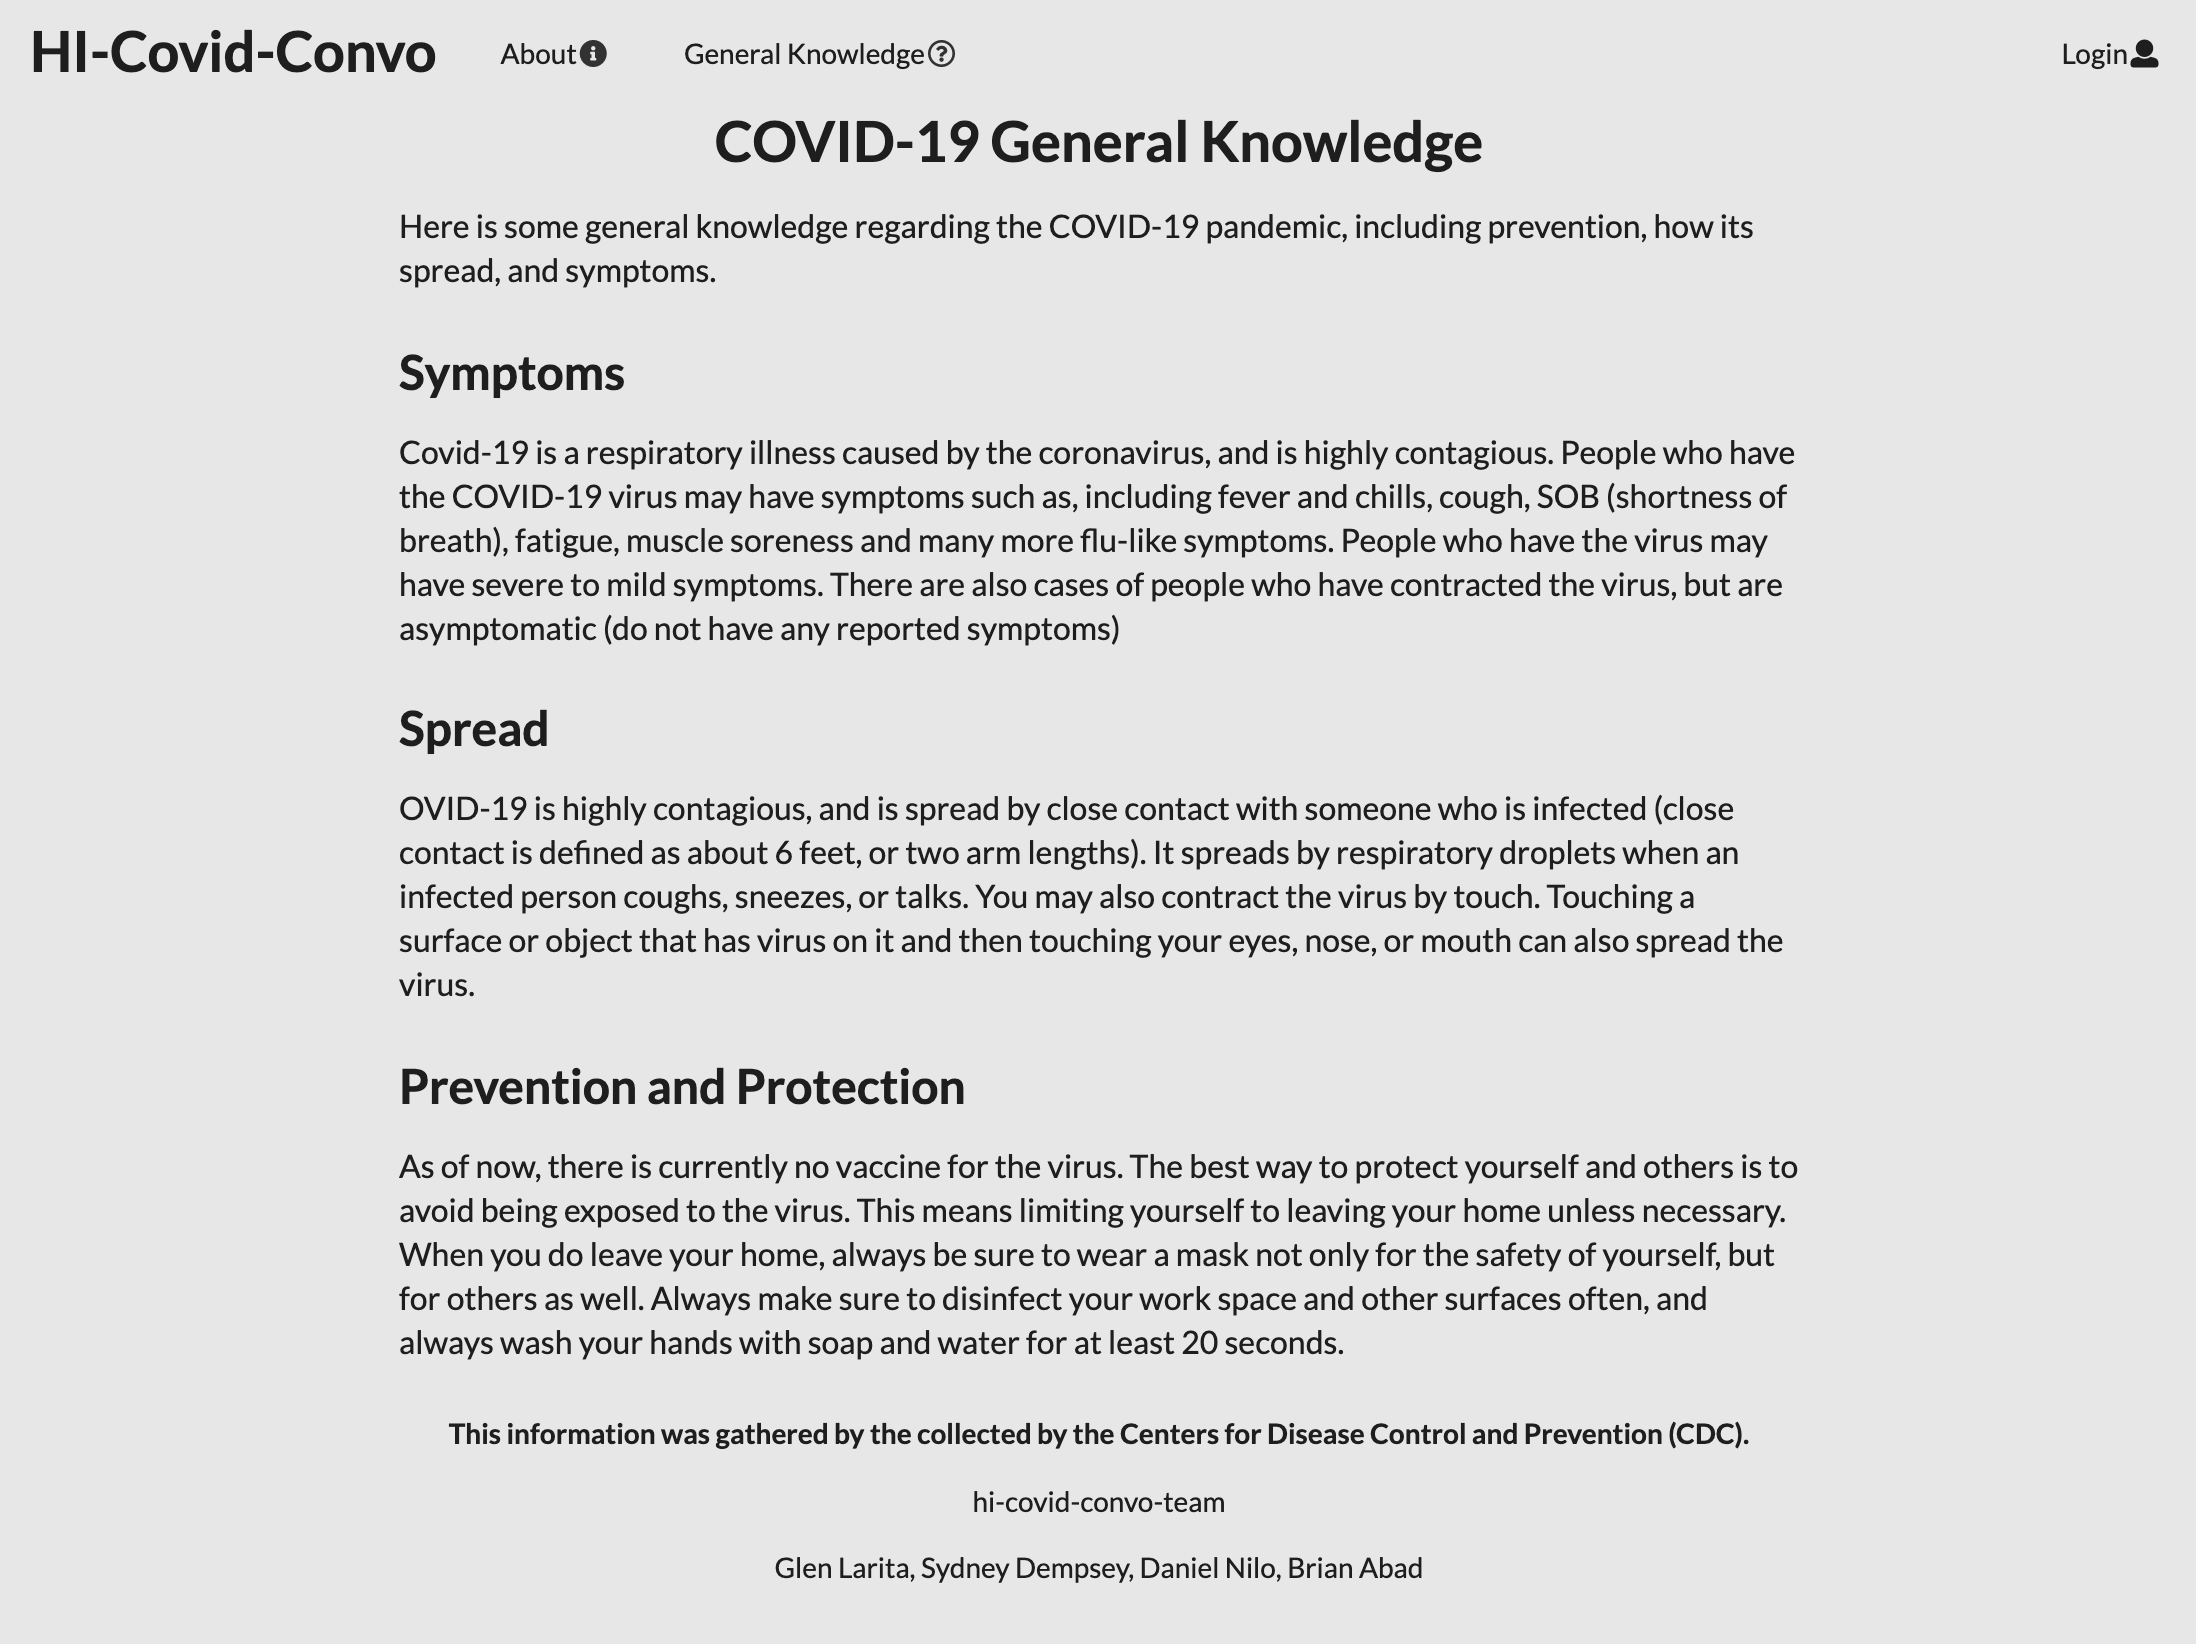 HI-Covid-Convo About General Knowledge Login
COVID-19 General Knowledge
Here is some general knowledge regarding the COVID-19 pandemic, including prevention, how its
spread, and symptoms.
Symptoms
Covid-19 is a respiratory illness caused by the coronavirus, and is highly contagious. People who have
the COVID-19 virus may have symptoms such as, including fever and chills, cough, SOB (shortness of
breath), fatigue, muscle soreness and many more flu-like symptoms. People who have the virus may
have severe to mild symptoms. There are also cases of people who have contracted the virus, but are
asymptomatic (do not have any reported symptoms)
Spread
OVID-19 is highly contagious, and is spread by close contact with someone who is infected (close
contact is defined as about 6 feet, or two arm lengths). It spreads by respiratory droplets when an
infected person coughs, sneezes, or talks. You may also contract the virus by touch. Touching a
surface or object that has virus on it and then touching your eyes, nose, or mouth can also spread the
virus.
Prevention and Protection
As of now, there is currently no vaccine for the virus. The best way to protect yourself and others is to
avoid being exposed to the virus. This means limiting yourself to leaving your home unless necessary.
When you do leave your home, always be sure to wear a mask not only for the safety of yourself, but
for others as well. Always make sure to disinfect your work space and other surfaces often, and
always wash your hands with soap and water for at least 20 seconds.
This information was gathered by the collected by the Centers for Disease Control and Prevention (CDC).
hi-covid-convo-team
Glen Larita, Sydney Dempsey, Daniel Nilo, Brian Abad